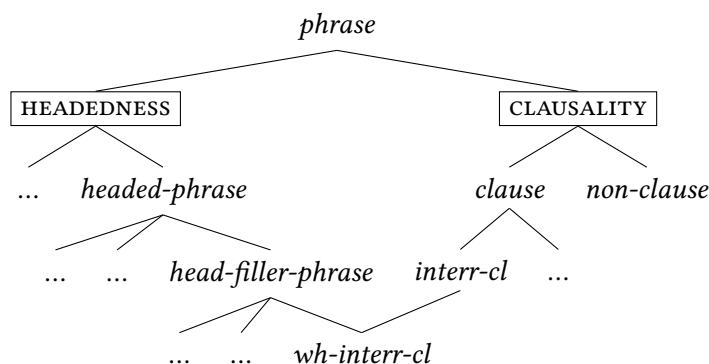 phrase
HEADEDNESS CLAUSALITY
... headed-phrase clause non-clause
... ... head-filler-phrase interr-cl ...
... ... wh-interr-cl